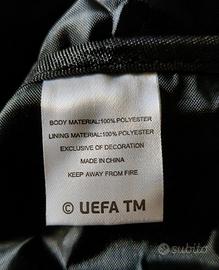 BODY MATERIAL:100% POLYESTER
LINING MATERIAL:100% POLYESTER
EXCLUSIVE OF DECORATION
MADE IN CHINA
KEEP AWAY FROM FIRE
© UEFA TM
subito